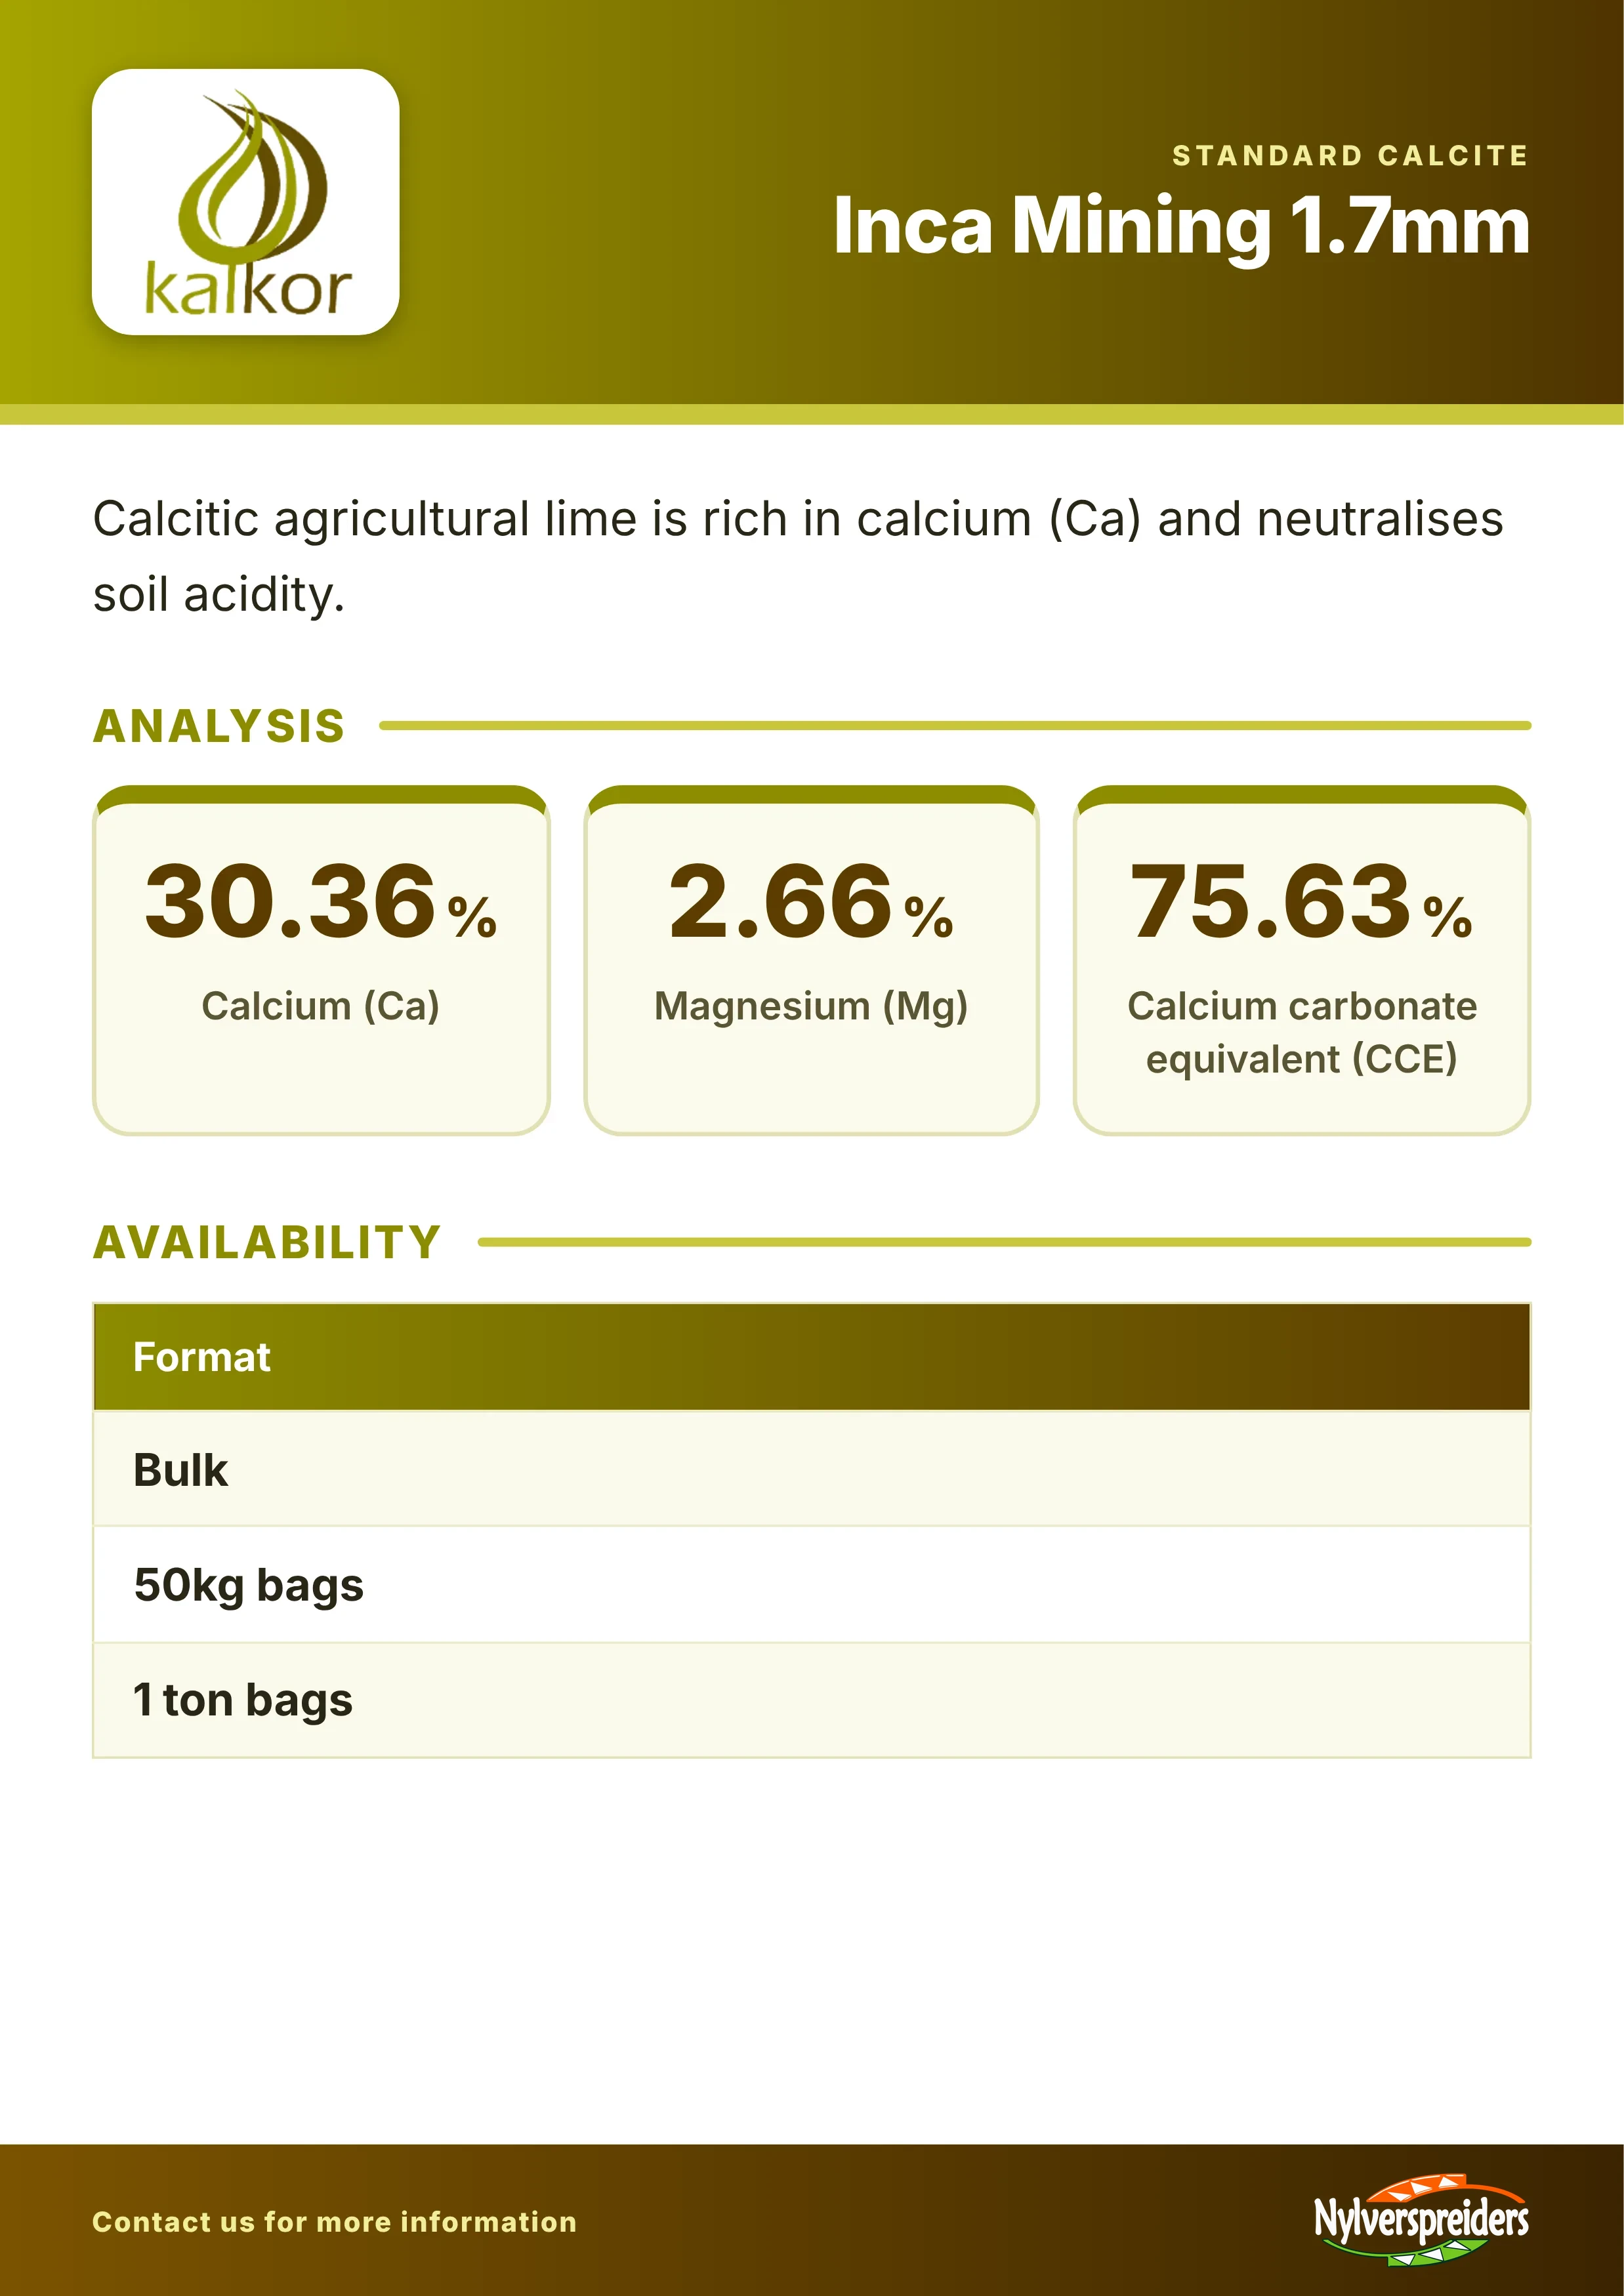 kalkor
STANDARD CALCITE
Inca Mining 1.7mm
Calcitic agricultural lime is rich in calcium (Ca) and neutralises
soil acidity.
ANALYSIS
30.36%
Calcium (Ca)
2.66%
Magnesium (Mg)
75.63%
Calcium carbonate
equivalent (CCE)
AVAILABILITY
Format
Bulk
50kg bags
1 ton bags
Contact us for more information
Nylverspreiders